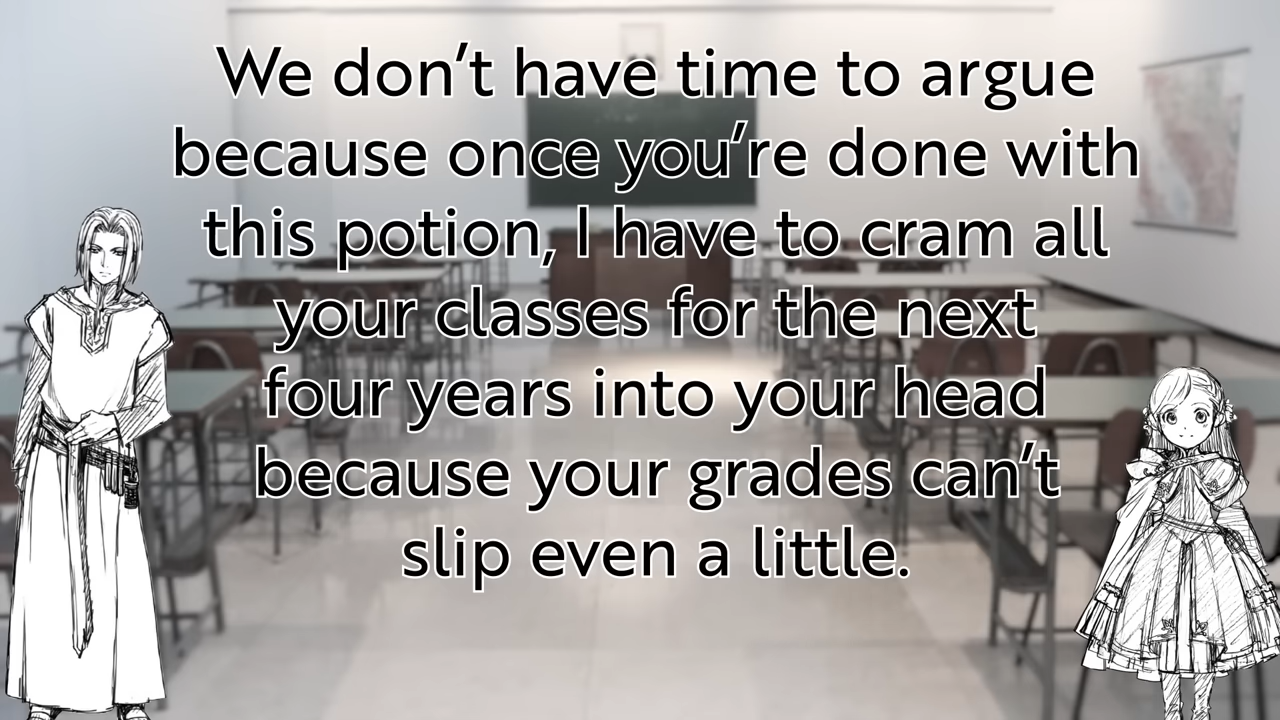 We don’t have time to argue
because once you’re done with
this potion, I have to cram all
your classes for the next
four years into your head
because your grades can’t
slip even a little.